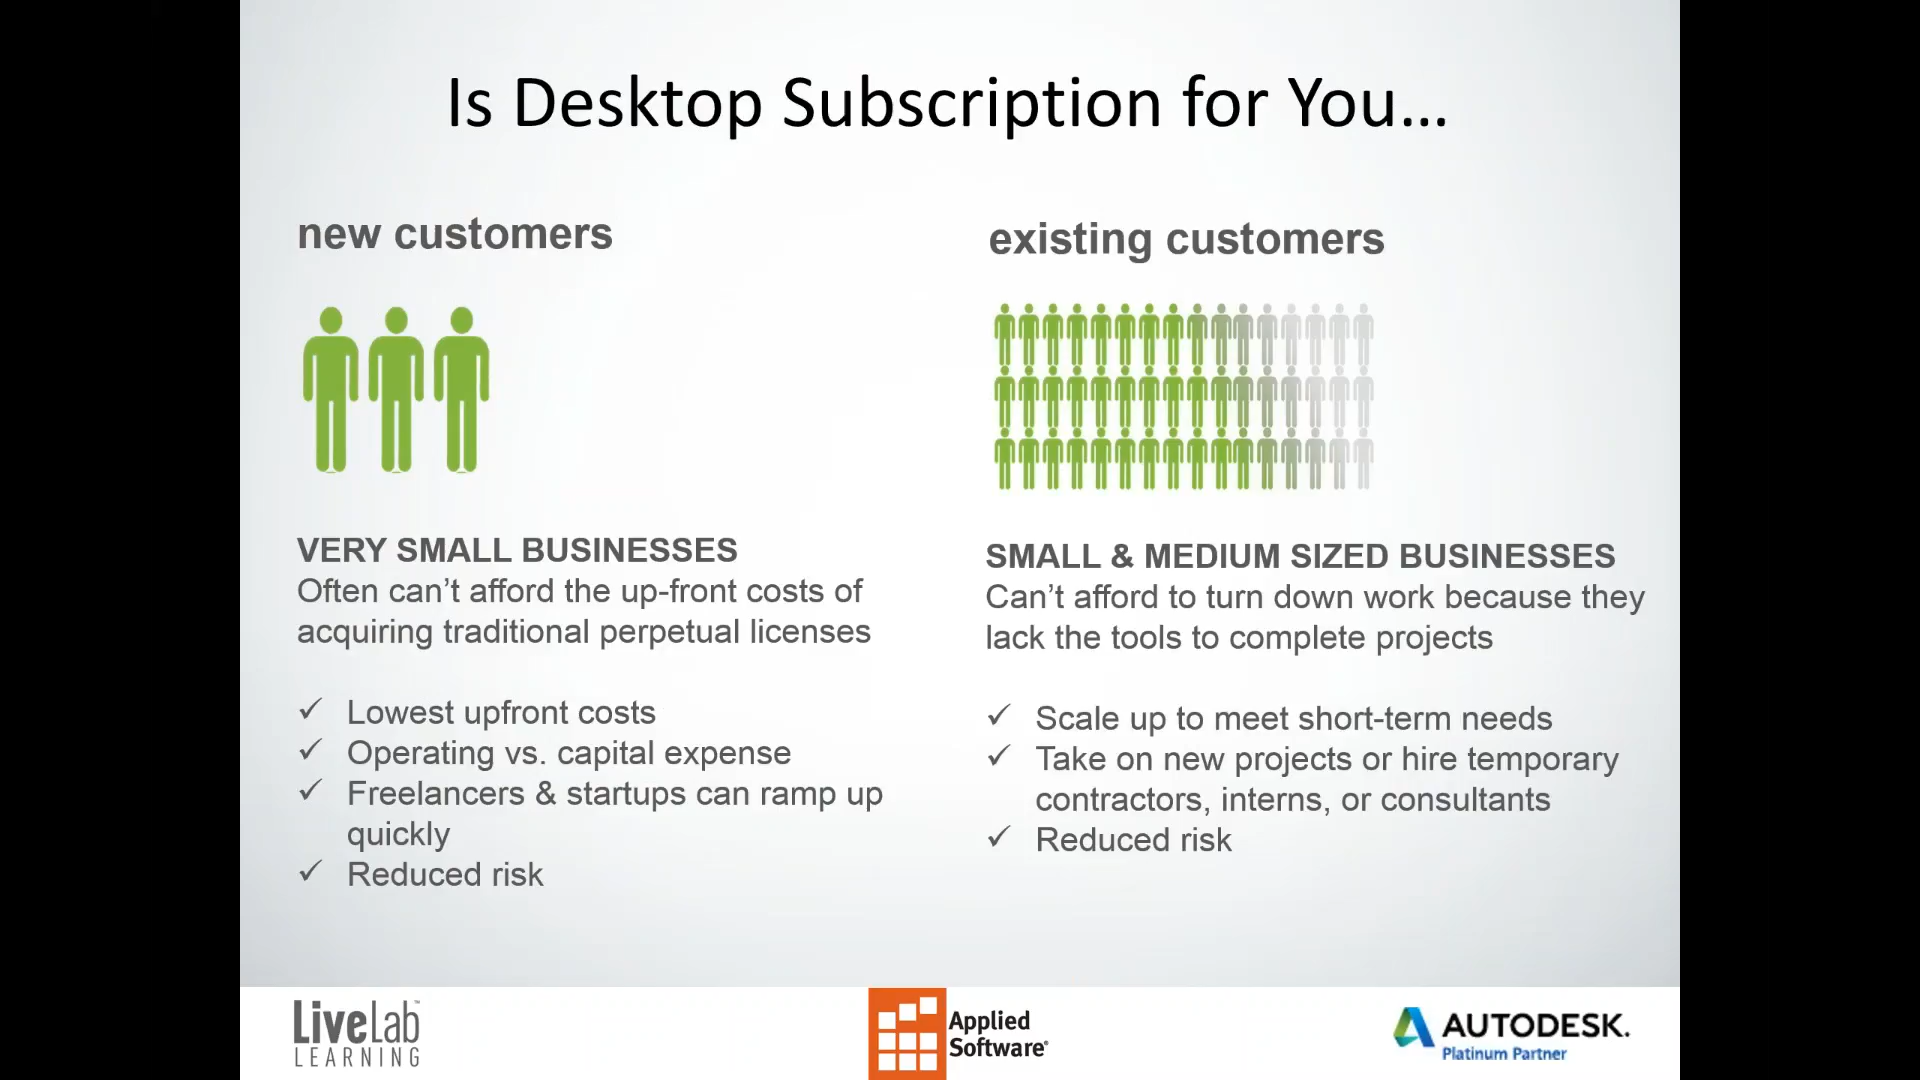 Is Desktop Subscription for You...
new customers
VERY SMALL BUSINESSES
Often can’t afford the up-front costs of
acquiring traditional perpetual licenses
✓ Lowest upfront costs
✓ Operating vs. capital expense
✓ Freelancers & startups can ramp up
quickly
✓ Reduced risk
existing customers
SMALL & MEDIUM SIZED BUSINESSES
Can’t afford to turn down work because they
lack the tools to complete projects
✓ Scale up to meet short-term needs
✓ Take on new projects or hire temporary
contractors, interns, or consultants
✓ Reduced risk
LiveLab™
LEARNING
Applied
Software®
AUTODESK.
Platinum Partner